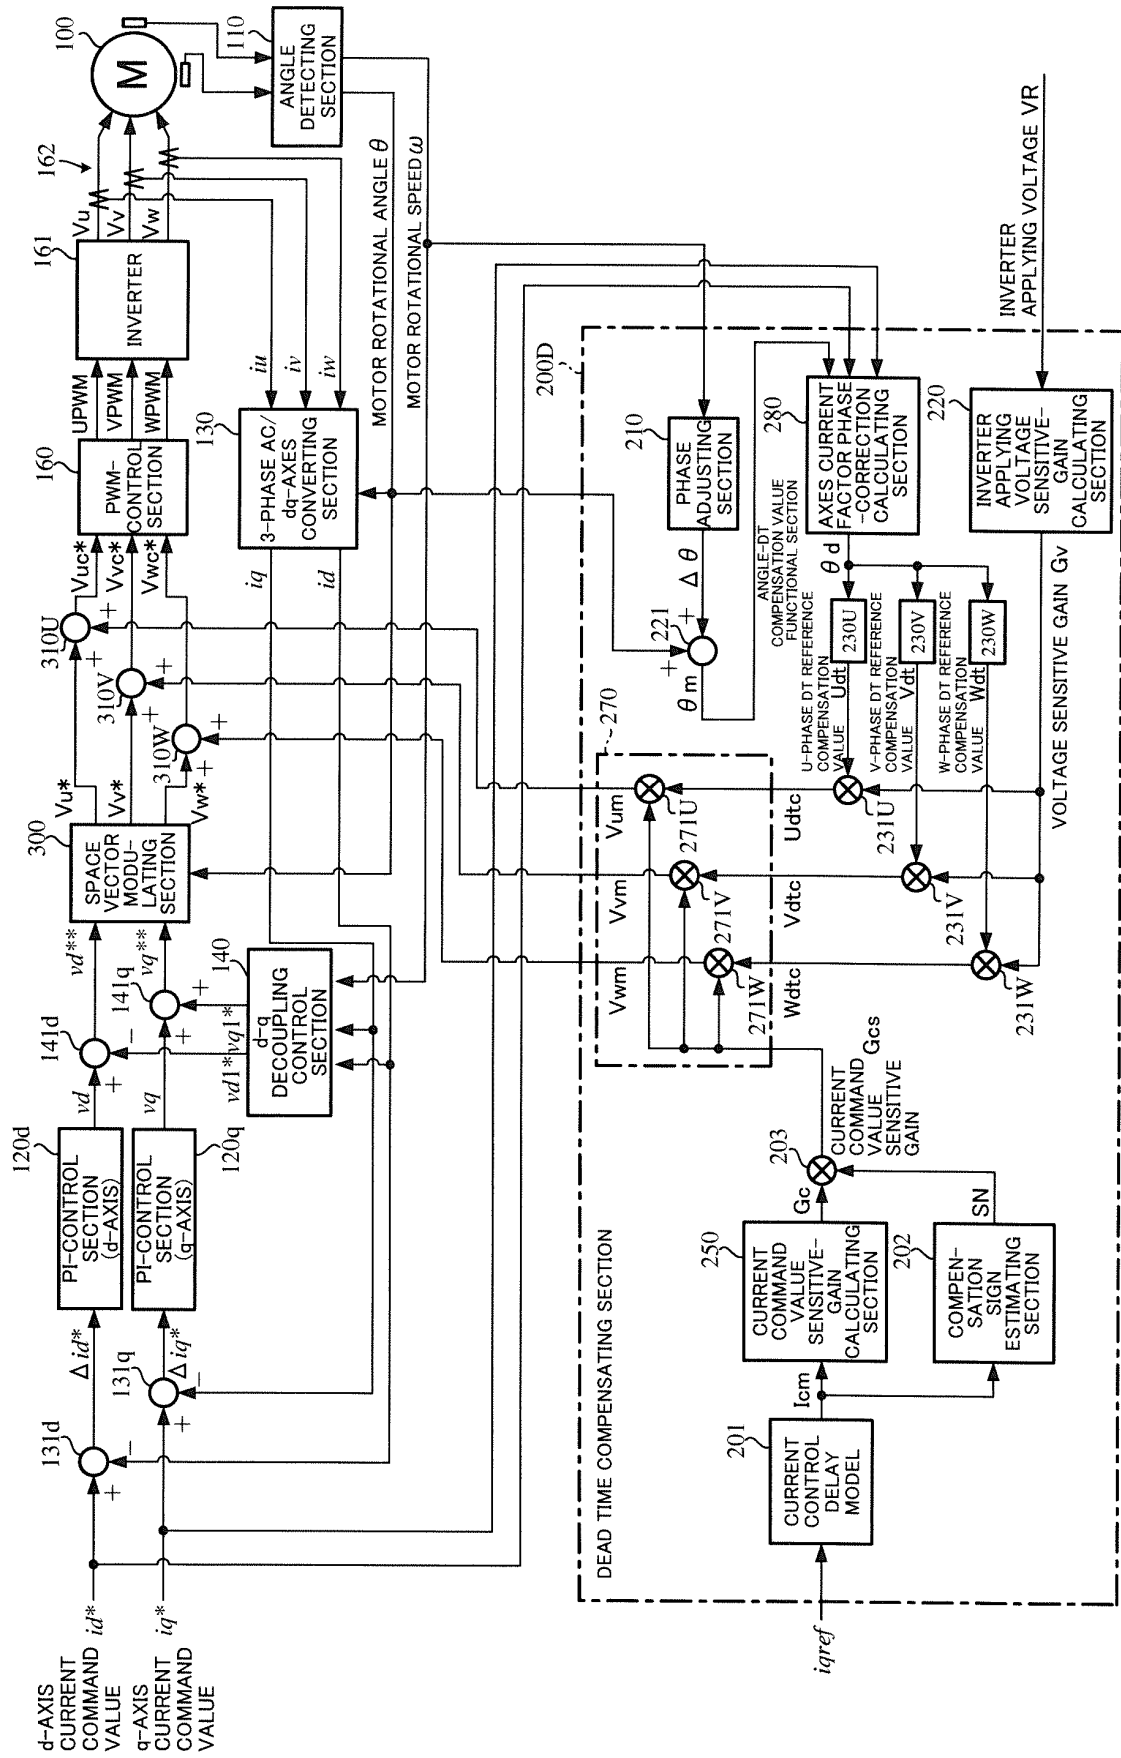 d-AXIS
CURRENT
COMMAND id*
VALUE
q-AXIS
CURRENT iq*
COMMAND
VALUE
131d
+
−
Δid*
131q
+
−
Δiq*
120d
PI-CONTROL
SECTION
(d-AXIS)
120q
PI-CONTROL
SECTION
(q-AXIS)
vd
vq
141d
+
−
141q
+
+
vd1* vq1*
140
d-q
DECOUPLING
CONTROL
SECTION
vd**
vq**
300
SPACE
VECTOR
MODU-
LATING
SECTION
Vu*
Vv*
Vw*
310U
+
+
310V
+
+
310W
+
+
Vuc*
Vvc*
Vwc*
160
PWM-
CONTROL
SECTION
UPWM
VPWM
WPWM
161
INVERTER
Vu
Vv
Vw
162
100
M
110
ANGLE
DETECTING
SECTION
iu
iv
iw
130
3-PHASE AC/
dq-AXES
CONVERTING
SECTION
iq
id
MOTOR ROTATIONAL ANGLE θ
MOTOR ROTATIONAL SPEED ω
200D
DEAD TIME COMPENSATING SECTION
210
PHASE
ADJUSTING
SECTION
Δθ
221
+
+
θm
ANGLE-DT
COMPENSATION VALUE
FUNCTIONAL SECTION
280
AXES CURRENT
FACTOR PHASE
-CORRECTION
CALCULATING
SECTION
θd
230U
230V
230W
U-PHASE DT REFERENCE
COMPENSATION
VALUE Udt
V-PHASE DT REFERENCE
COMPENSATION
VALUE Vdt
W-PHASE DT REFERENCE
COMPENSATION
VALUE Wdt
INVERTER
APPLYING VOLTAGE VR
220
INVERTER
APPLYING
VOLTAGE
SENSITIVE-
GAIN
CALCULATING
SECTION
VOLTAGE SENSITIVE GAIN Gv
231U
231V
231W
Udtc
Vdtc
Wdtc
270
271U
271V
271W
Vum
Vvm
Vwm
iqref
201
CURRENT
CONTROL
DELAY
MODEL
Icm
250
CURRENT
COMMAND
VALUE
SENSITIVE-
GAIN
CALCULATING
SECTION
Gc
202
COMPEN-
SATION
SIGN
ESTIMATING
SECTION
SN
203
CURRENT
COMMAND Gcs
VALUE
SENSITIVE
GAIN